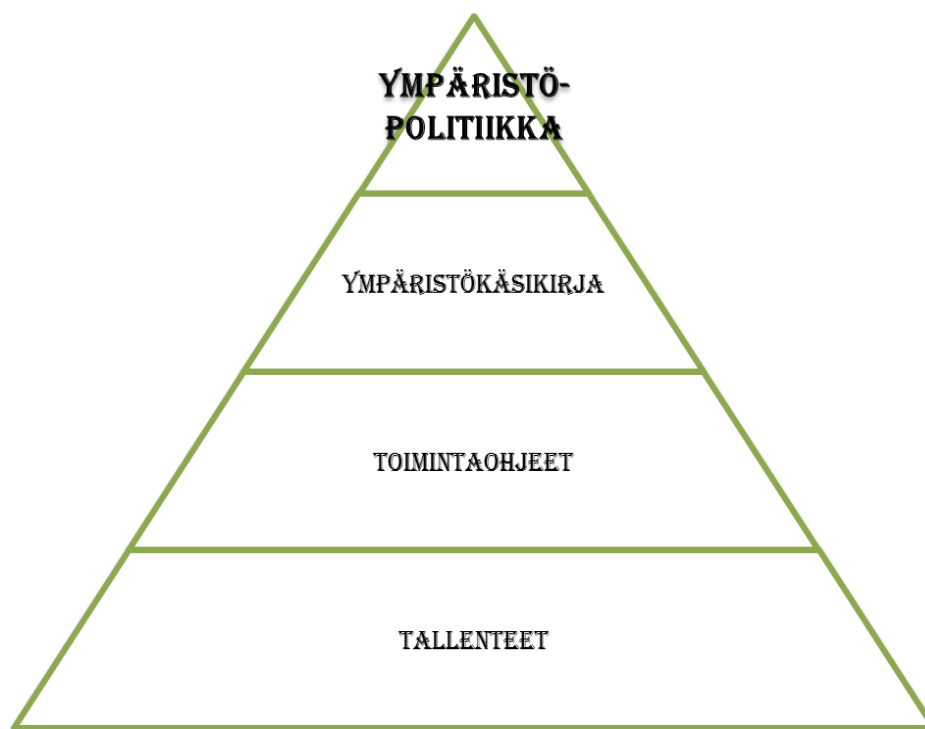 YMPÄRISTÖ-
POLITIIKKA
YMPÄRISTÖKÄSIKIRJA
TOIMINTAOHJEET
TALLENTEET